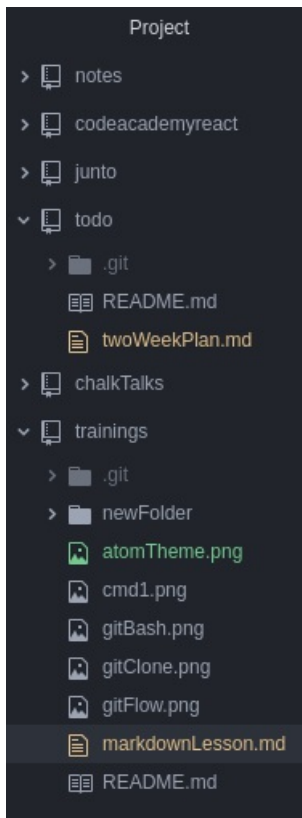 Project
notes
codeacademyreact
junto
todo
.git
README.md
twoWeekPlan.md
chalkTalks
trainings
.git
newFolder
atomTheme.png
cmd1.png
gitBash.png
gitClone.png
gitFlow.png
markdownLesson.md
README.md